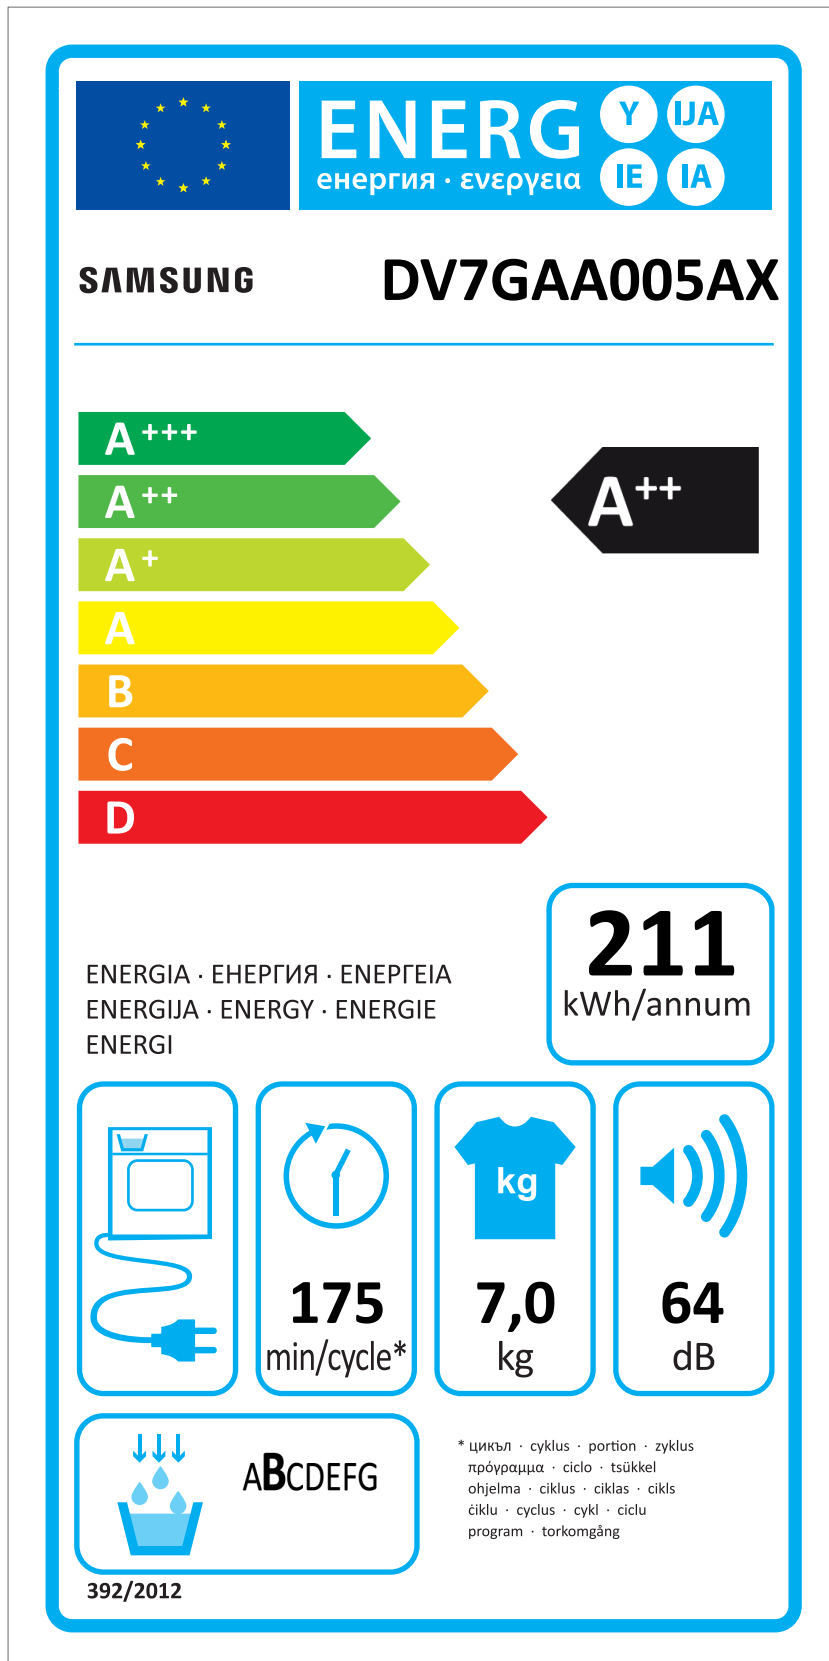 ENERG
енергия · ενεργεια
Y
IJA
IE
IA
SAMSUNG
DV7GAA005AX
A+++
A++
A+
A
B
C
D
A++
211
kWh/annum
ENERGIA · ЕНЕРГИЯ · ΕΝΕΡΓΕΙΑ
ENERGIJA · ENERGY · ENERGIE
ENERGI
175
min/cycle*
kg
7,0
kg
64
dB
ABCDEFG
* цикъл · cyklus · portion · zyklus
πρόγραμμα · ciclo · tsükkel
ohjelma · ciklus · ciklas · cikls
ċiklu · cyclus · cykl · ciclu
program · torkomgång
392/2012